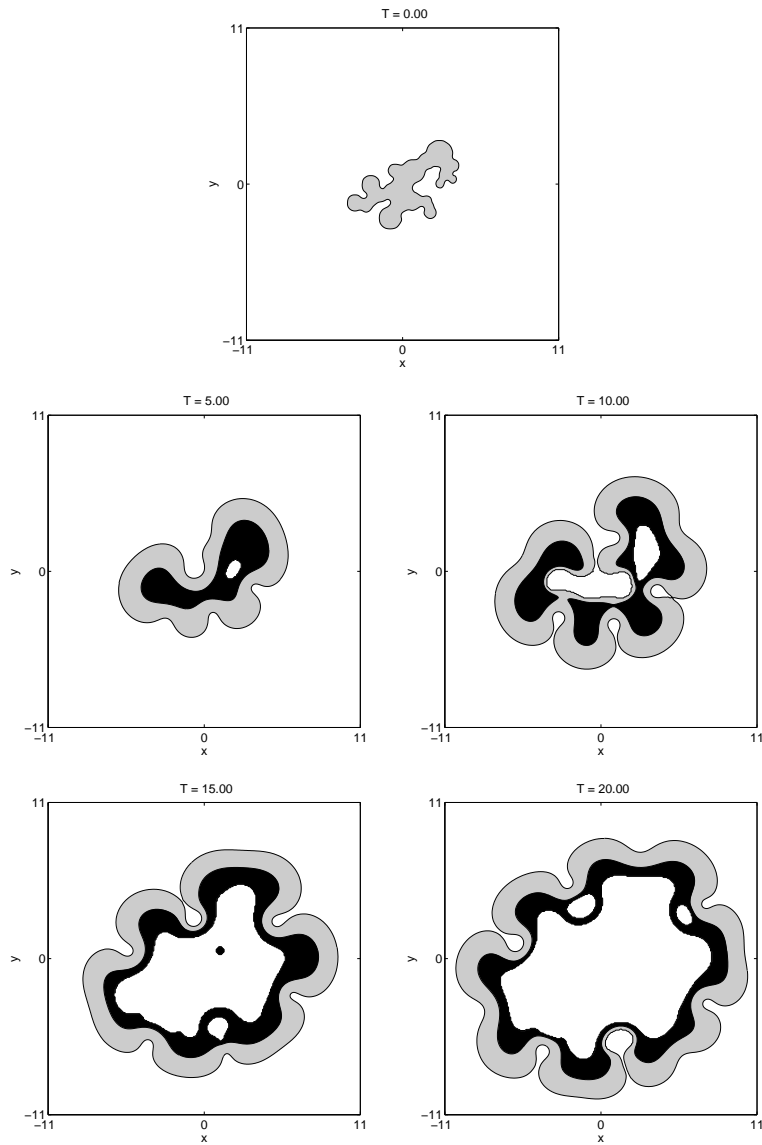 T = 0.00
11
y
0
−11
−11 0 11
x
T = 5.00 T = 10.00
11 11
y 0 y 0
−11 −11
−11 0 11 −11 0 11
x x
T = 15.00 T = 20.00
11 11
y 0 y 0
−11 −11
−11 0 11 −11 0 11
x x